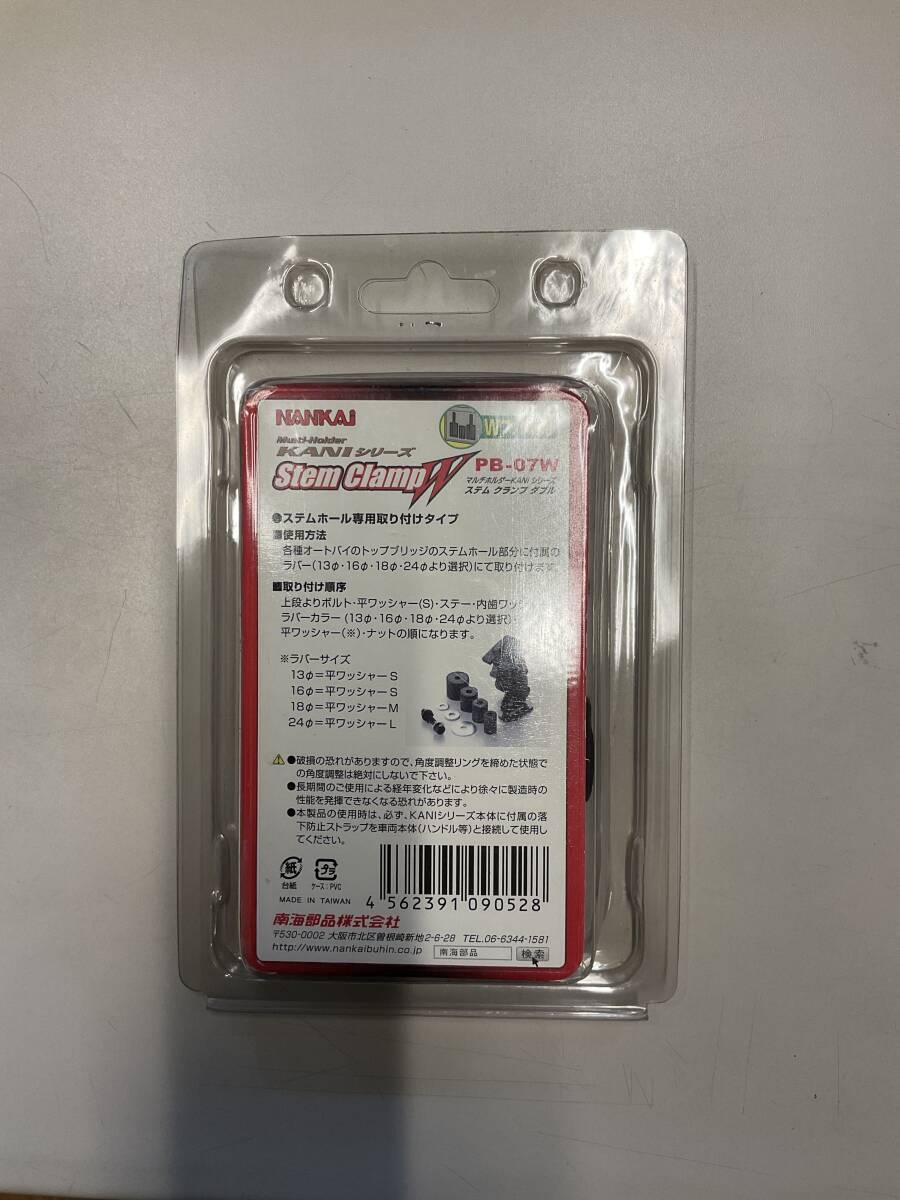 NANKAI
Multi-Holder
KANIシリーズ
Stem Clamp W
PB-07W
マルチホルダーKANIシリーズ
ステム クランプ ダブル
●ステムホール専用取り付けタイプ
■使用方法
各種オートバイのトップブリッジのステムホール部分に付属の
ラバー(13φ・16φ・18φ・24φより選択)にて取り付けます
■取り付け順序
上段よりボルト・平ワッシャー(S)・ステー・内歯ワッ
ラバーカラー(13φ・16φ・18φ・24φより選択)
平ワッシャー(※)・ナットの順になります。
※ラバーサイズ
13φ=平ワッシャーS
16φ=平ワッシャーS
18φ=平ワッシャーM
24φ=平ワッシャーL
●破損の恐れがありますので、角度調整リングを締めた状態で
の角度調整は絶対にしないで下さい。
●長期間のご使用による経年変化などにより徐々に製造時の
性能を発揮できなくなる恐れがあります。
●本製品の使用時は、必ず、KANIシリーズ本体に付属の落
下防止ストラップを車両本体(ハンドル等)と接続して使用し
てください。
紙
台紙
プラ
ケース:PVC
MADE IN TAIWAN
4 562391 090528
南海部品株式会社
〒530-0002 大阪市北区曽根崎新地2-6-28 TEL.06-6344-1581
http://www.nankaibuhin.co.jp
南海部品
検索